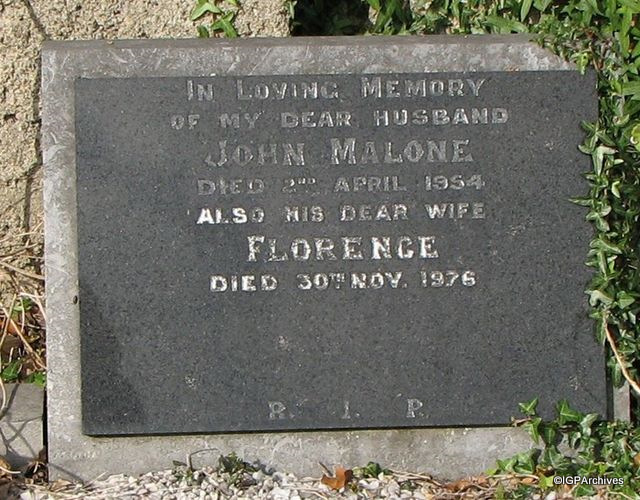 IN LOVING MEMORY
OF MY DEAR HUSBAND
JOHN MALONE
DIED 2ND APRIL 1954
ALSO HIS DEAR WIFE
FLORENCE
DIED 30TH NOV. 1976
R. I. P.
©IGPArchives